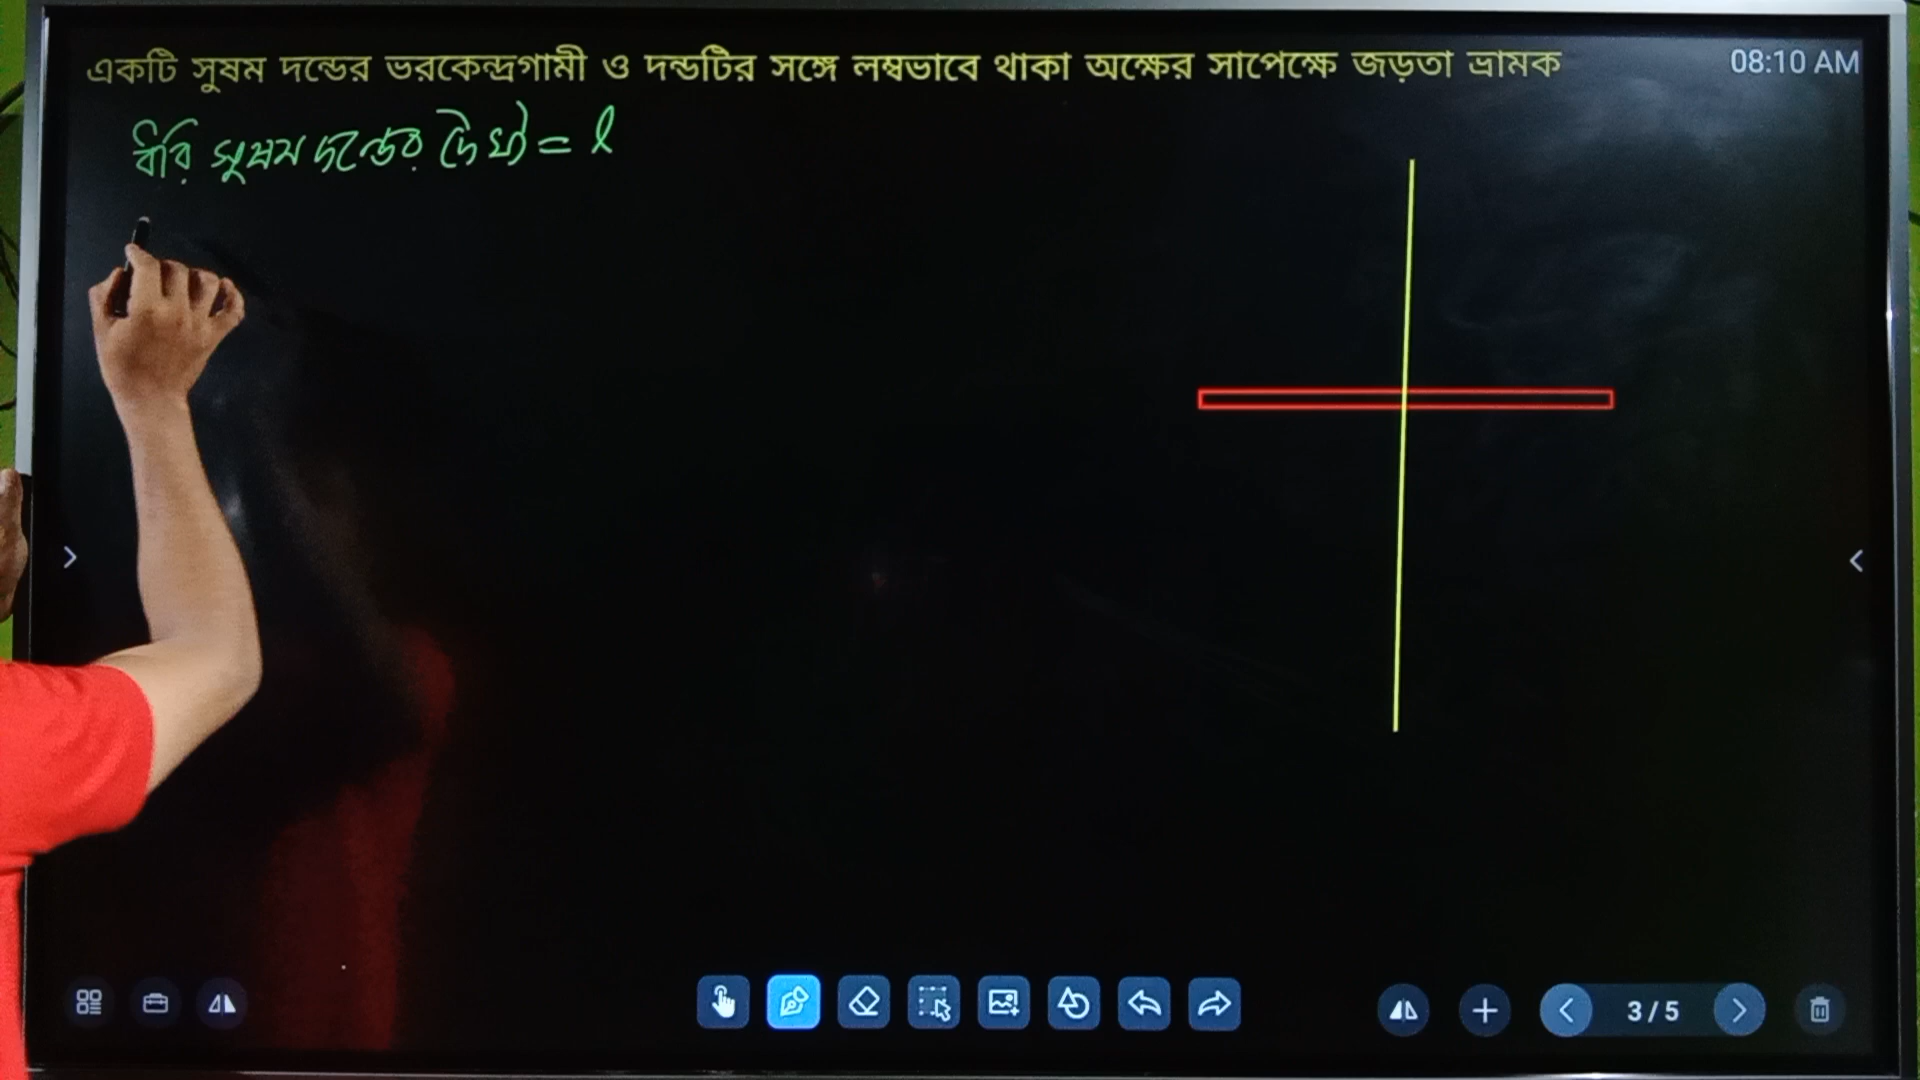 একটি সুষম দন্ডের ভরকেন্দ্রগামী ও দন্ডটির সঙ্গে লম্বভাবে থাকা অক্ষের সাপেক্ষে জড়তা ভ্রামক
08:10 AM
ধরি সুষম দন্ডের দৈর্ঘ্য = l
3/5